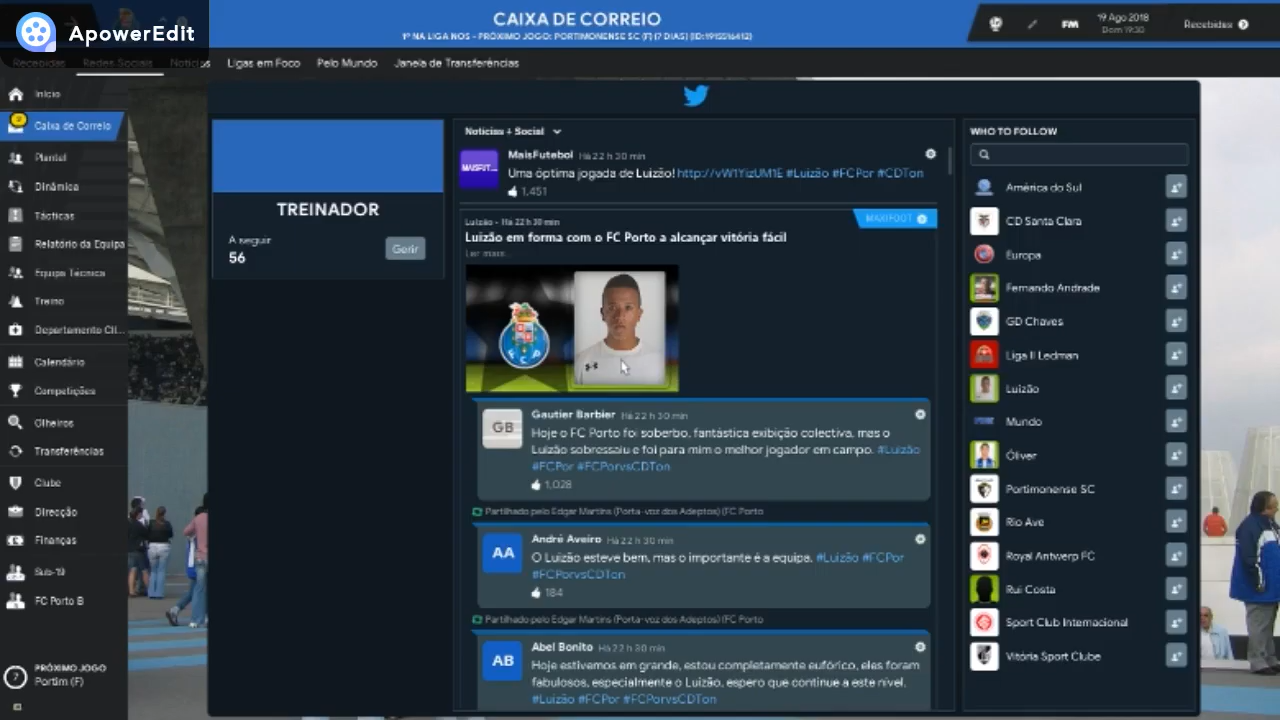 ApowerEdit
CAIXA DE CORREIO
1º NA LIGA NOS - PRÓXIMO JOGO: PORTIMONENSE SC (F) (7 DIAS)
FM
19 Ago 2018
Dom 19:30
Recebidas
Recebidas
Redes Sociais
Notícias
Ligas em Foco
Pelo Mundo
Janela de Transferências
Início
Caixa de Correio
Plantel
Dinâmica
Tácticas
Relatório da Equipa
Equipa Técnica
Treino
Departamento Clí...
Calendário
Competições
Olheiros
Transferências
Clube
Direcção
Finanças
Sub-19
FC Porto B
7
PRÓXIMO JOGO
Portim (F)
TREINADOR
A seguir
56
Gerir
Notícias + Social
MAISFUT...
MaisFutebol Há 22 h 30 min
Uma óptima jogada de Luizão! http://vW1YizUM1E #Luizão #FCPor #CDTon
1,451
Luizão - Há 22 h 30 min
MAXIFOOT
Luizão em forma com o FC Porto a alcançar vitória fácil
Ler mais...
FCP
GB
Gautier Barbier Há 22 h 30 min
Hoje o FC Porto foi soberbo, fantástica exibição colectiva, mas o
Luizão sobressaiu e foi para mim o melhor jogador em campo. #Luizão
#FCPor #FCPorvsCDTon
1,028
Partilhado pelo Edgar Martins (Porta-voz dos Adeptos) (FC Porto
AA
André Aveiro Há 22 h 30 min
O Luizão esteve bem, mas o importante é a equipa. #Luizão #FCPor
#FCPorvsCDTon
184
Partilhado pelo Edgar Martins (Porta-voz dos Adeptos) (FC Porto
AB
Abel Bonito Há 22 h 30 min
Hoje estivemos em grande, estou completamente eufórico, eles foram
fabulosos, especialmente o Luizão, espero que continue a este nível.
#Luizão #FCPor #FCPorvsCDTon
WHO TO FOLLOW
América do Sul
CD Santa Clara
Europa
Fernando Andrade
GD Chaves
Liga II Ledman
Luizão
Mundo
Óliver
Portimonense SC
Rio Ave
Royal Antwerp FC
Rui Costa
Sport Club Internacional
Vitória Sport Clube